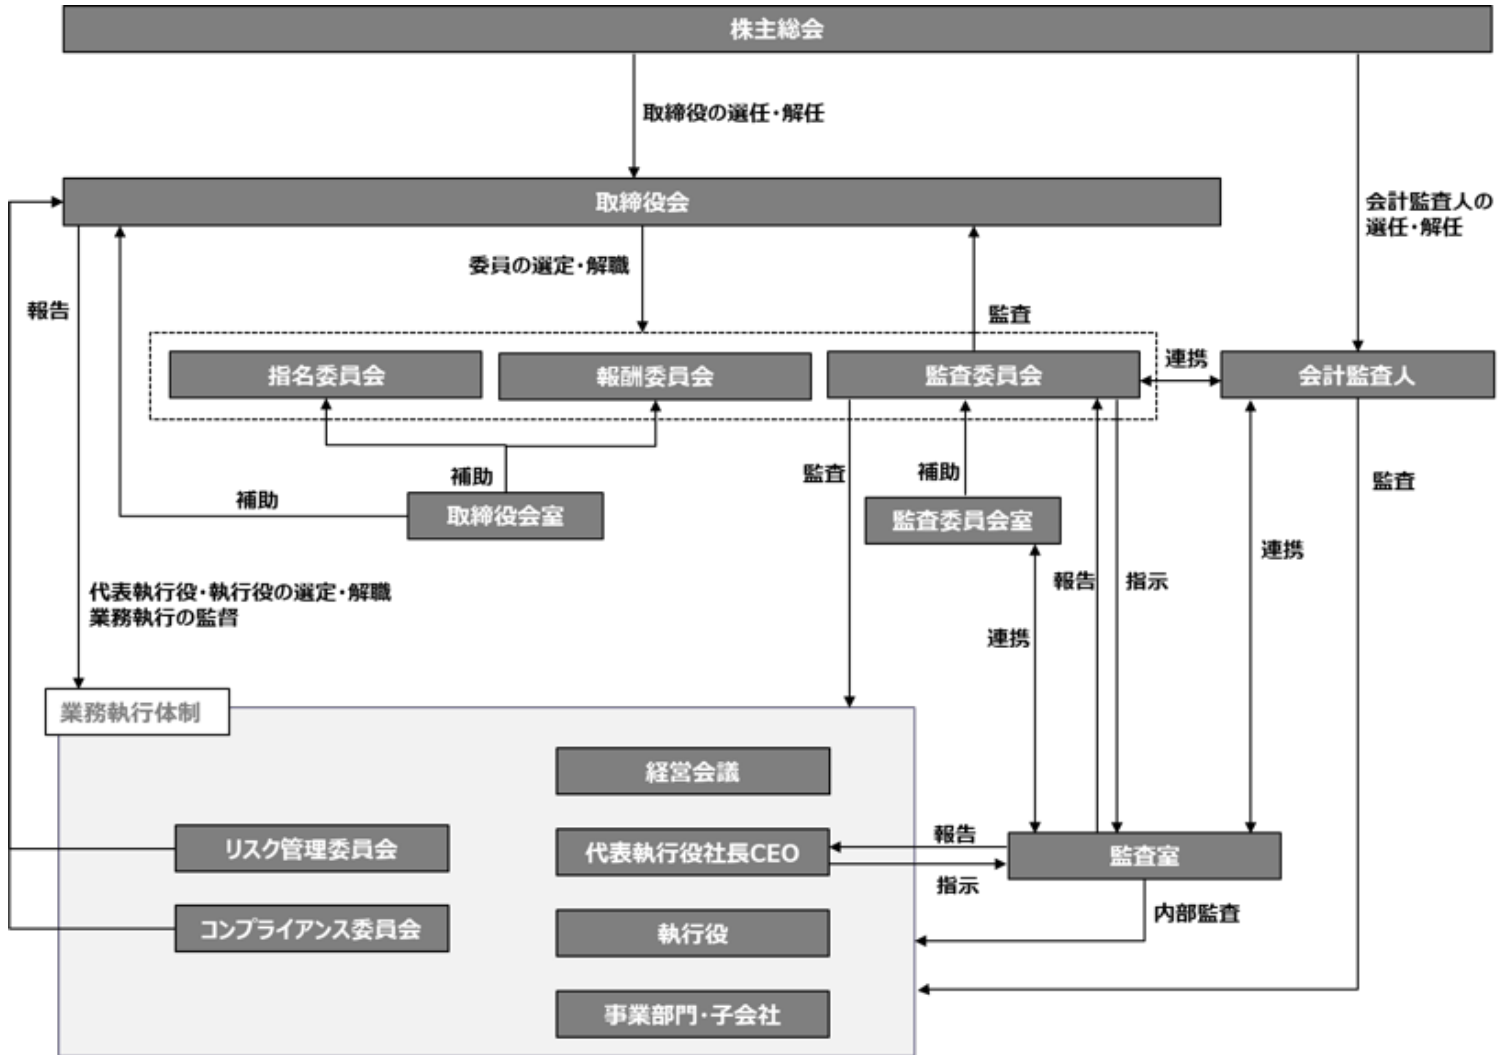 株主総会
取締役の選任・解任
取締役会
会計監査人の
選任・解任
委員の選定・解職
報告
監査
指名委員会
報酬委員会
監査委員会
連携
会計監査人
補助
補助
取締役会室
監査
補助
監査委員会室
監査
連携
代表執行役・執行役の選定・解職
業務執行の監督
報告
指示
連携
業務執行体制
経営会議
リスク管理委員会
代表執行役社長CEO
報告
指示
監査室
コンプライアンス委員会
執行役
内部監査
事業部門・子会社